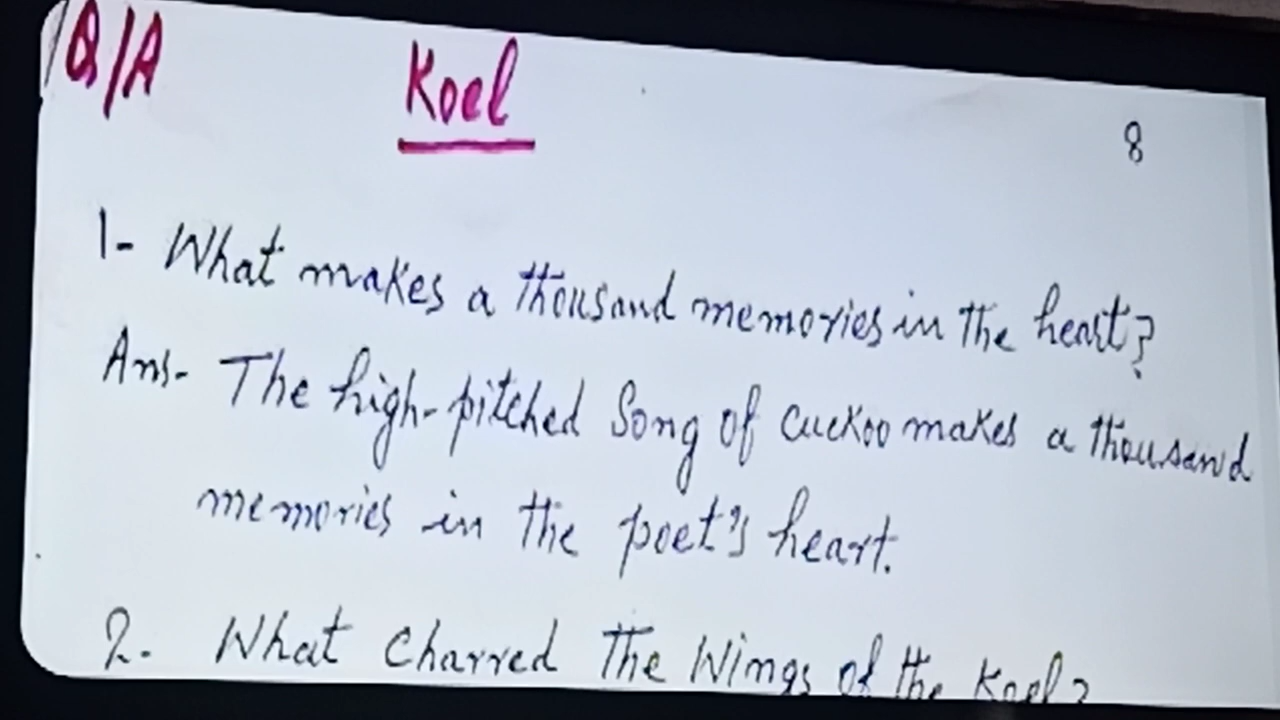 Q/A
Koel
8
1- What makes a thousand memories in the heart?
Ans- The high-pitched Song of cuckoo makes a thousand
memories in the poet's heart.
2. What Charred The Wings of the Koel?